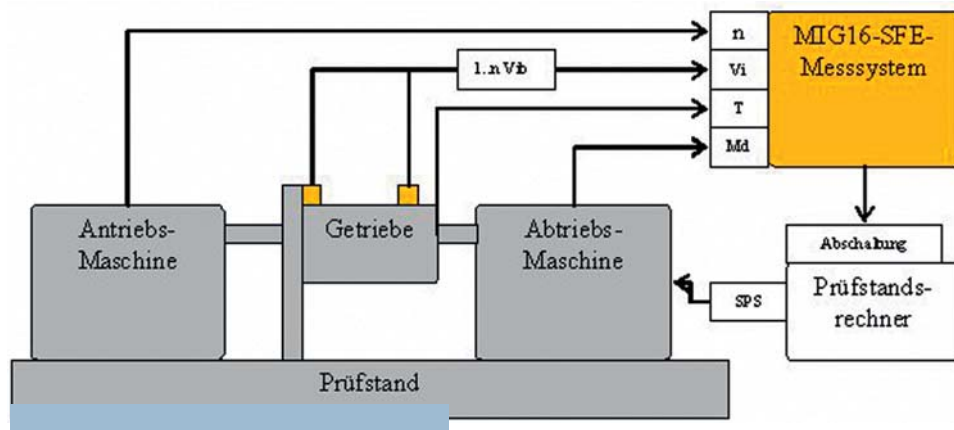 n
MIG16-SFE-
Messsystem
1..n Vib
Vi
T
Md
Antriebs-
Maschine
Getriebe
Abtriebs-
Maschine
Abschaltung
SPS
Prüfstands-
rechner
Prüfstand